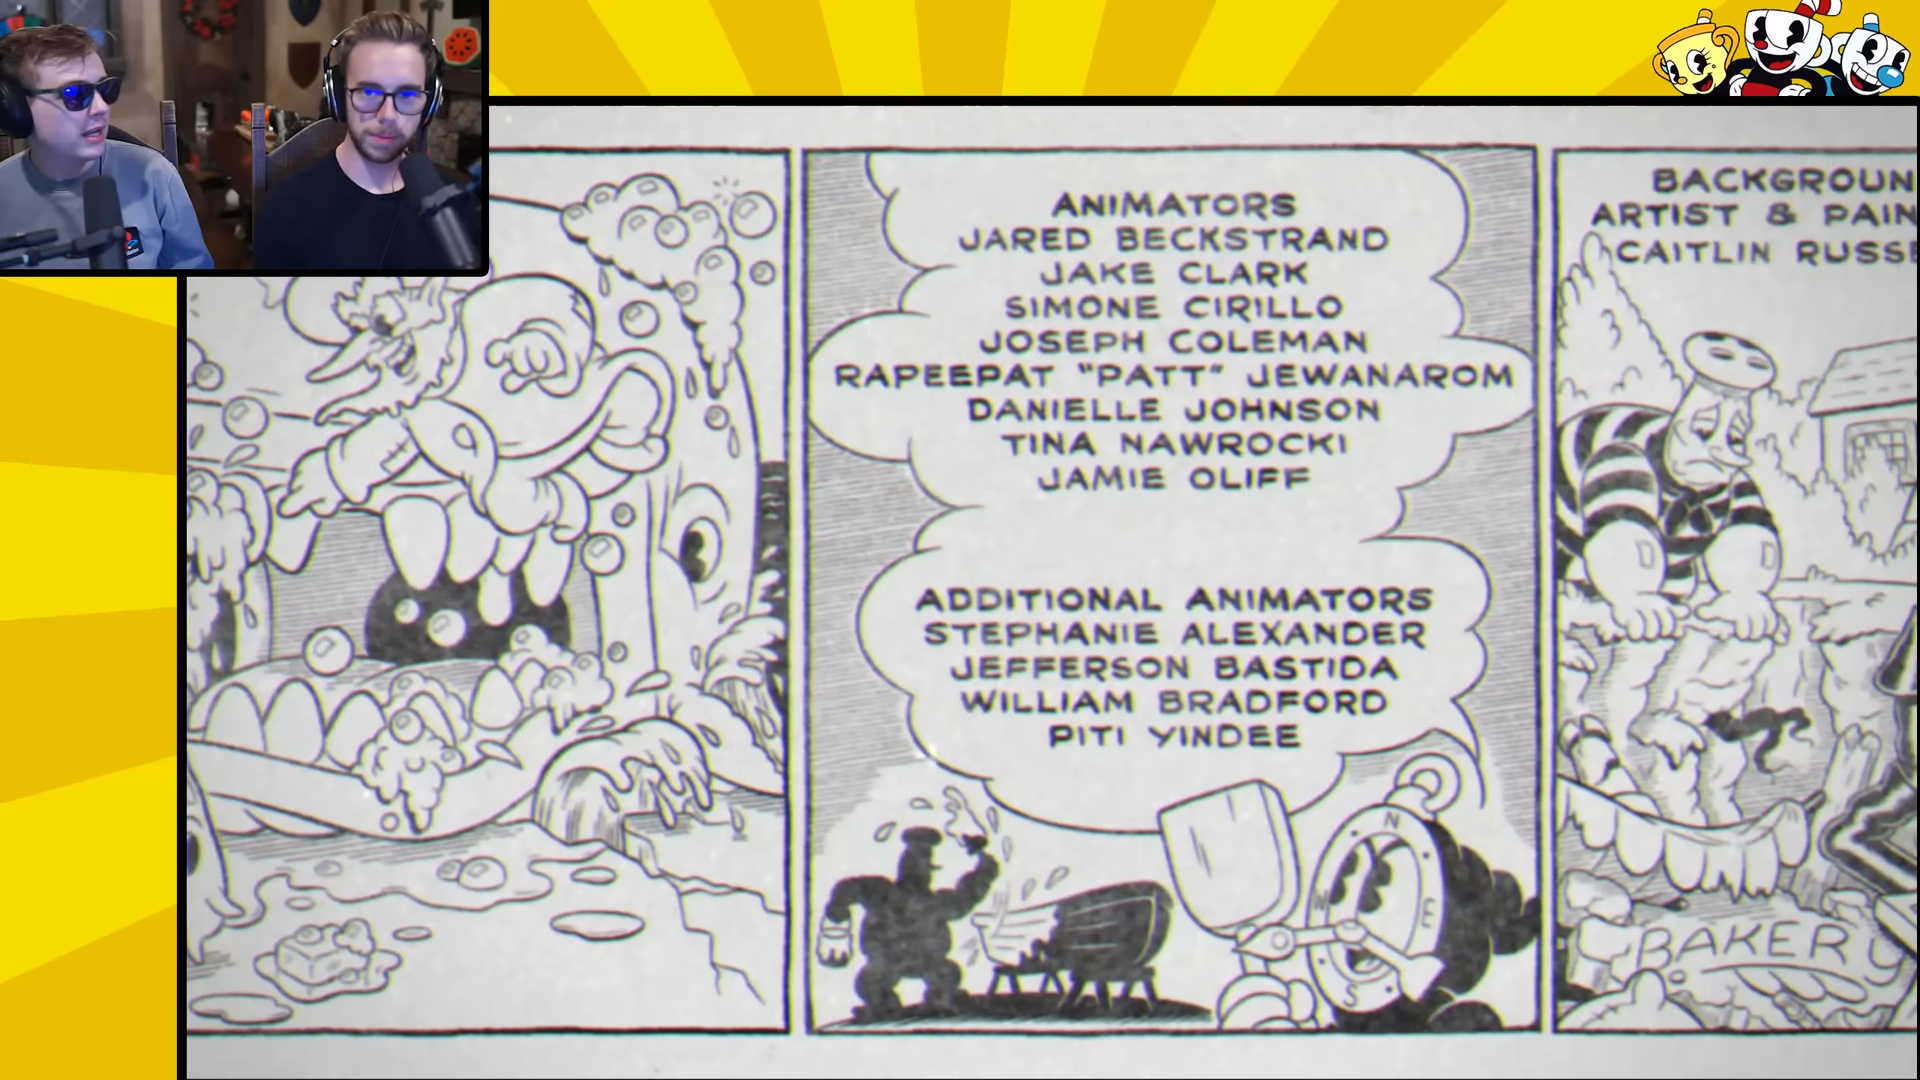 ANIMATORS
JARED BECKSTRAND
JAKE CLARK
SIMONE CIRILLO
JOSEPH COLEMAN
RAPEEPAT "PATT" JEWANAROM
DANIELLE JOHNSON
TINA NAWROCKI
JAMIE OLIFF
ADDITIONAL ANIMATORS
STEPHANIE ALEXANDER
JEFFERSON BASTIDA
WILLIAM BRADFORD
PITI YINDEE
N
W
E
S
BACKGROUN
ARTIST & PAIN
CAITLIN RUSSE
BAKERY